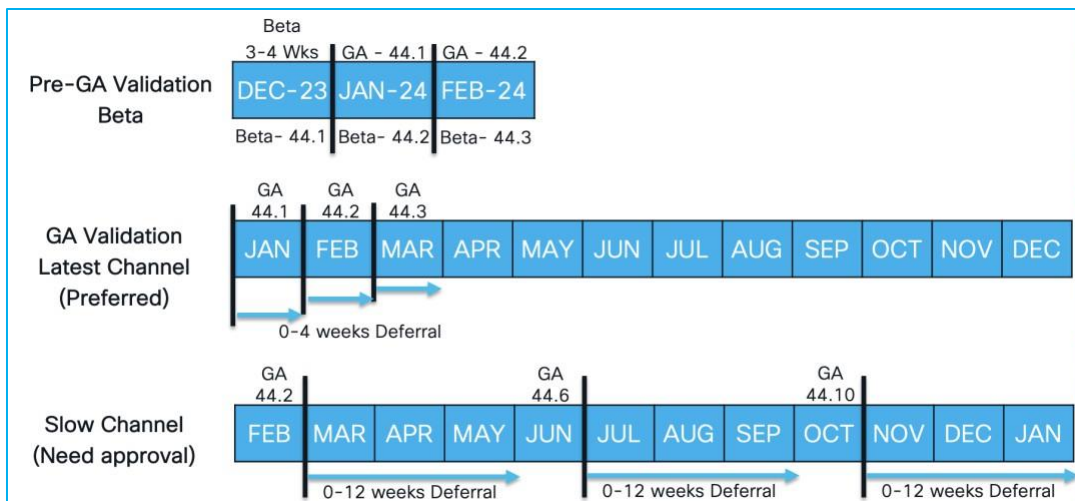 Beta
3-4 Wks GA - 44.1 GA - 44.2
Pre-GA Validation
Beta
DEC-23 JAN-24 FEB-24
Beta- 44.1 Beta- 44.2 Beta- 44.3
GA GA GA
44.1 44.2 44.3
GA Validation
Latest Channel
(Preferred)
JAN FEB MAR APR MAY JUN JUL AUG SEP OCT NOV DEC
0-4 weeks Deferral
GA GA GA
44.2 44.6 44.10
Slow Channel
(Need approval)
FEB MAR APR MAY JUN JUL AUG SEP OCT NOV DEC JAN
0-12 weeks Deferral 0-12 weeks Deferral 0-12 weeks Deferral